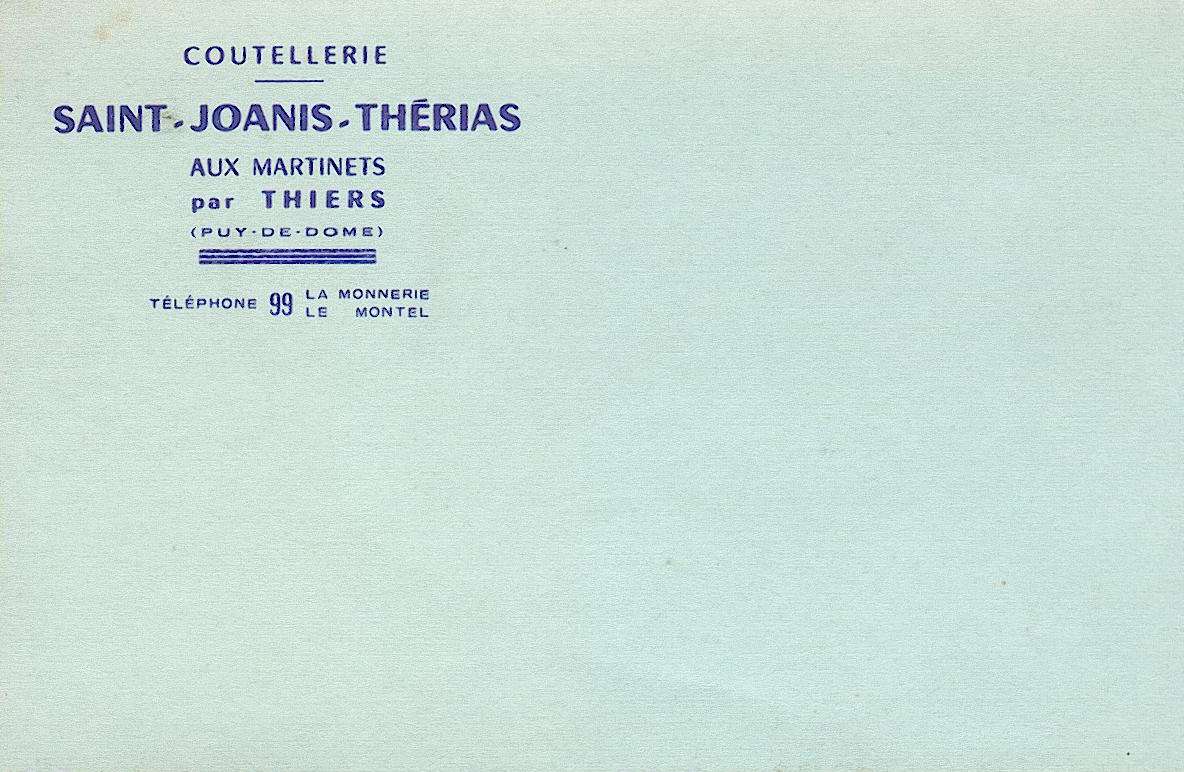 COUTELLERIE
SAINT-JOANIS-THÉRIAS
AUX MARTINETS
par THIERS
(PUY-DE-DOME)
TÉLÉPHONE 99 LA MONNERIE
LE MONTEL